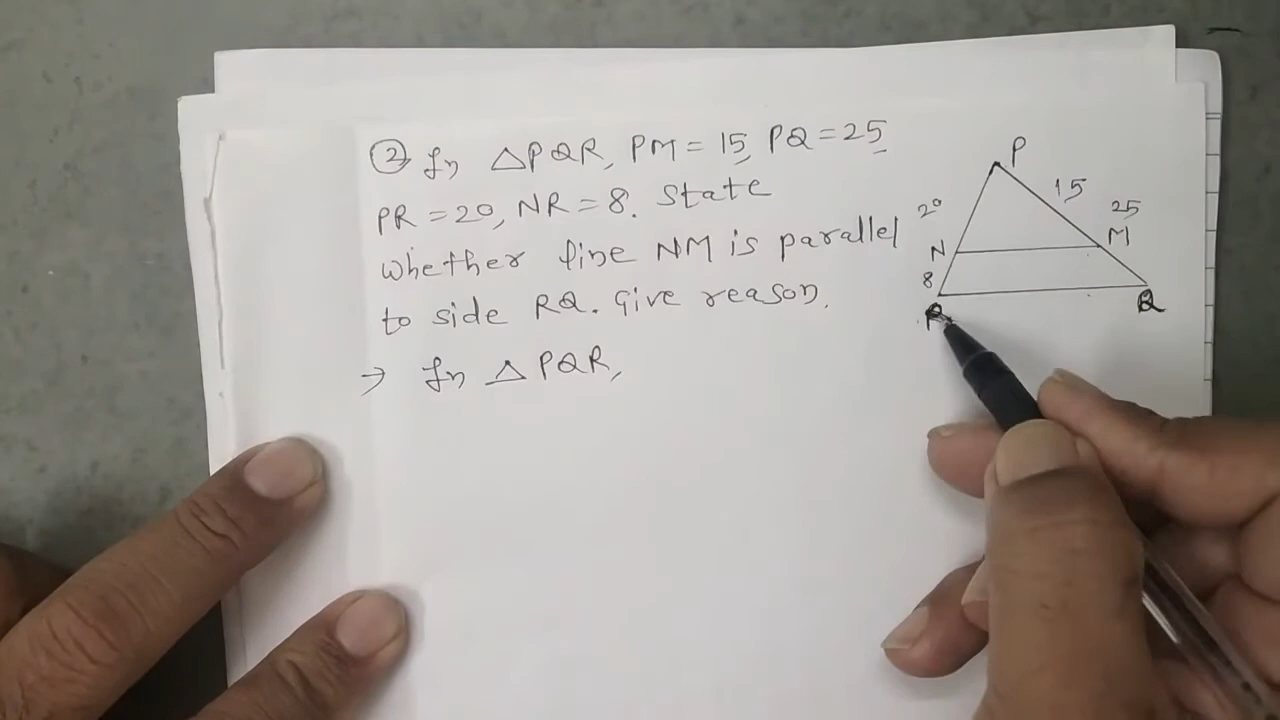 ② In △PQR, PM = 15, PQ = 25
PR = 20, NR = 8. State
whether line NM is parallel
to side RQ. Give reason.
→ In △ PQR,
P
15
20
25
N
M
8
R
Q